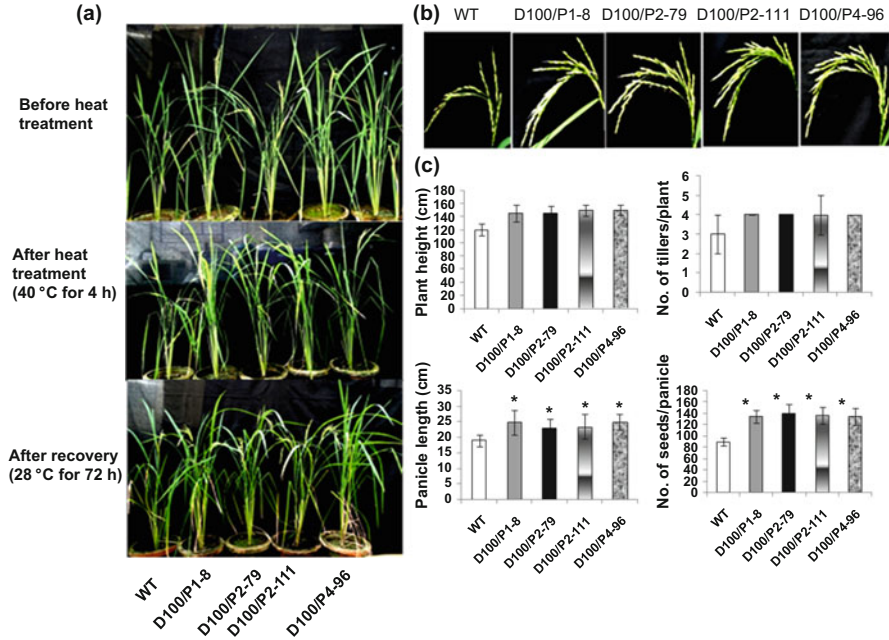 (a)
Before heat
treatment
After heat
treatment
(40 °C for 4 h)
After recovery
(28 °C for 72 h)
WT
D100/P1-8
D100/P2-79
D100/P2-111
D100/P4-96
(b)
WT D100/P1-8 D100/P2-79 D100/P2-111 D100/P4-96
(c)
Plant height (cm)
180
160
140
120
100
80
60
40
20
0
WT
D100/P1-8
D100/P2-79
D100/P2-111
D100/P4-96
No. of tillers/plant
6
5
4
3
2
1
0
WT
D100/P1-8
D100/P2-79
D100/P2-111
D100/P4-96
Panicle length (cm)
35
30
25
20
15
10
5
0
* * * *
WT
D100/P1-8
D100/P2-79
D100/P2-111
D100/P4-96
No. of seeds/panicle
180
160
140
120
100
80
60
40
20
0
* * * *
WT
D100/P1-8
D100/P2-79
D100/P2-111
D100/P4-96